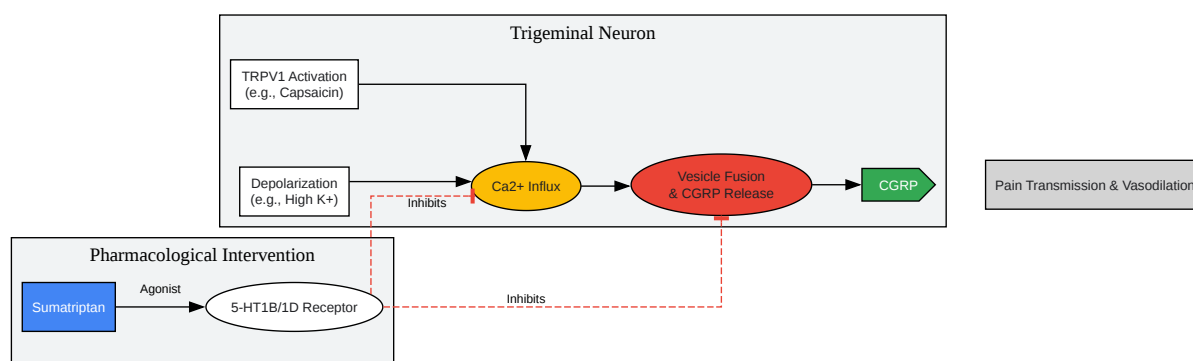 Trigeminal Neuron
TRPV1 Activation
(e.g., Capsaicin)
Depolarization
(e.g., High K+)
Ca2+ Influx
Vesicle Fusion
& CGRP Release
CGRP
Pain Transmission & Vasodilation
Inhibits
Pharmacological Intervention
Sumatriptan
Agonist
5-HT1B/1D Receptor
Inhibits